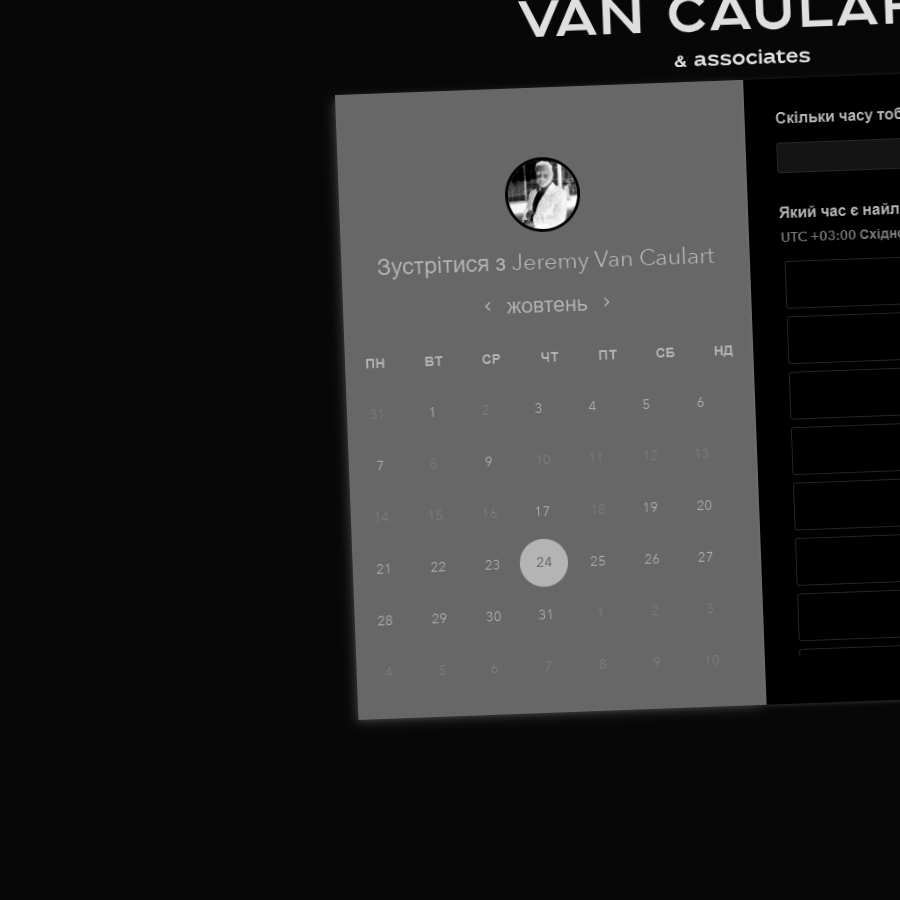 VAN CAULAR
& associates
Зустрітися з Jeremy Van Caulart
жовтень
ПН ВТ СР ЧТ ПТ СБ НД
31 1 2 3 4 5 6
7 8 9 10 11 12 13
14 15 16 17 18 19 20
21 22 23 24 25 26 27
28 29 30 31 1 2 3
4 5 6 7 8 9 10
Скільки часу тоб
Який час є найл
UTC +03:00 Східно